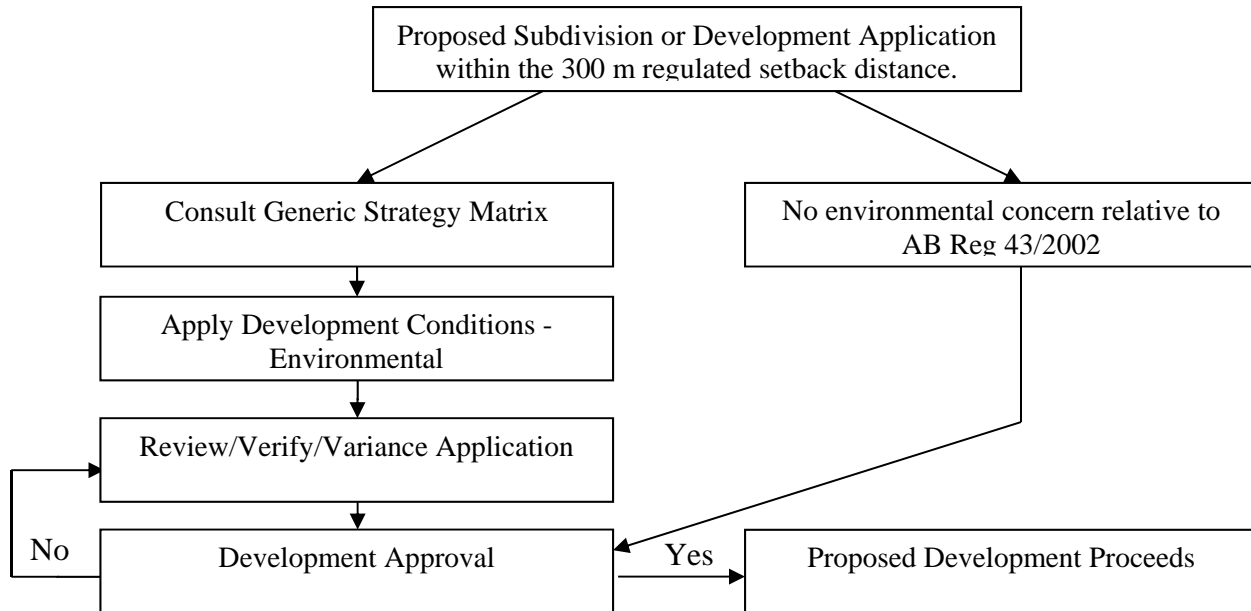 Proposed Subdivision or Development Application
within the 300 m regulated setback distance.
Consult Generic Strategy Matrix
No environmental concern relative to
AB Reg 43/2002
Apply Development Conditions -
Environmental
Review/Verify/Variance Application
No
Development Approval
Yes
Proposed Development Proceeds